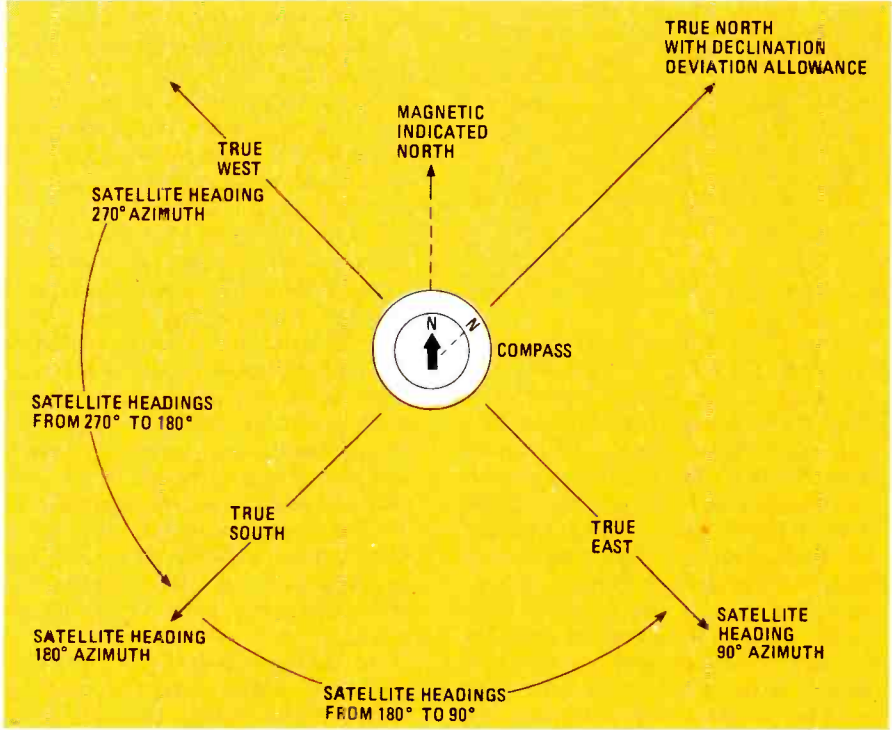 TRUE NORTH
WITH DECLINATION
DEVIATION ALLOWANCE
MAGNETIC
INDICATED
NORTH
TRUE
WEST
SATELLITE HEADING
270° AZIMUTH
N
N
COMPASS
SATELLITE HEADINGS
FROM 270° TO 180°
TRUE
SOUTH
TRUE
EAST
SATELLITE HEADING
180° AZIMUTH
SATELLITE
HEADING
90° AZIMUTH
SATELLITE HEADINGS
FROM 180° TO 90°